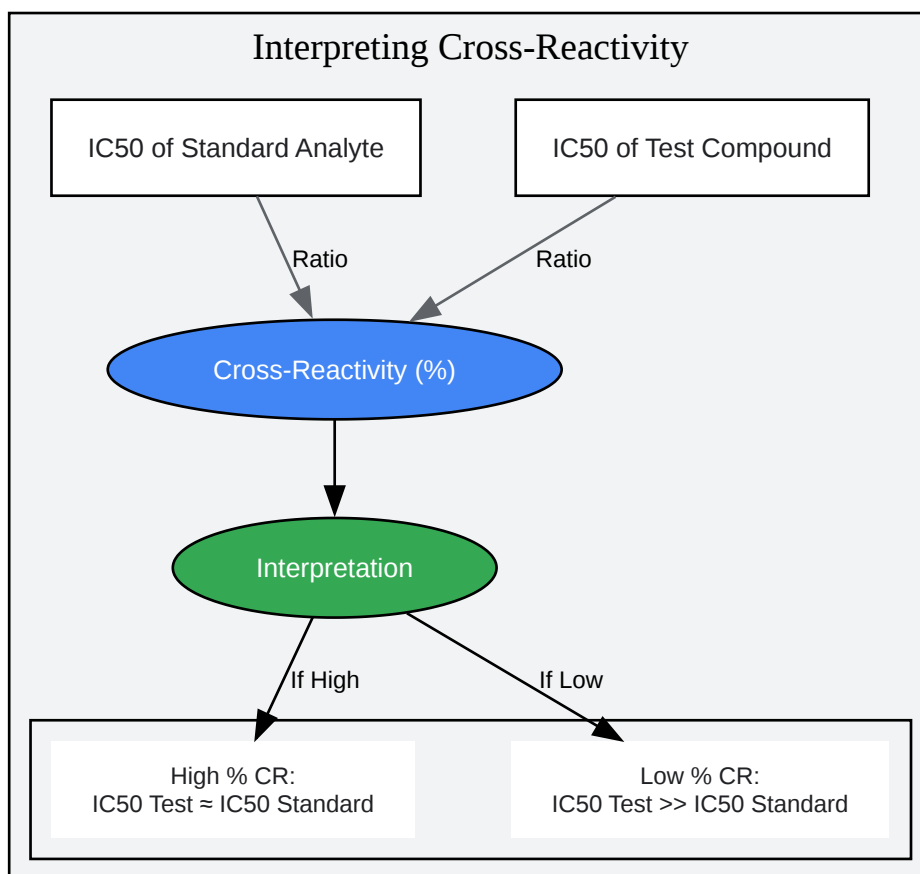 Interpreting Cross-Reactivity
IC50 of Standard Analyte
IC50 of Test Compound
Ratio
Ratio
Cross-Reactivity (%)
Interpretation
If High
If Low
High % CR:
IC50 Test ≈ IC50 Standard
Low % CR:
IC50 Test >> IC50 Standard